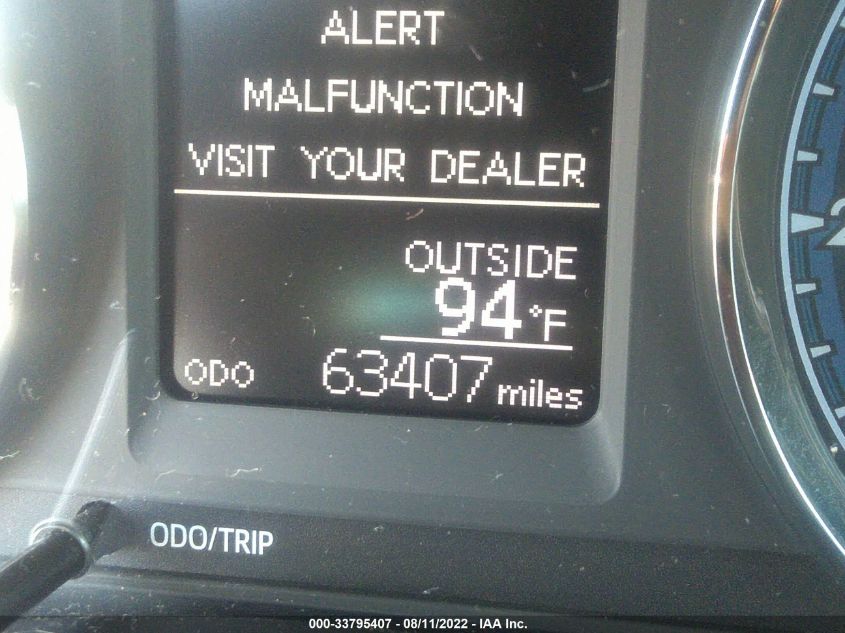 ALERT
MALFUNCTION
VISIT YOUR DEALER
OUTSIDE
94°F
ODO 63407 miles
ODO/TRIP
000-33795407 - 08/11/2022 - IAA Inc.